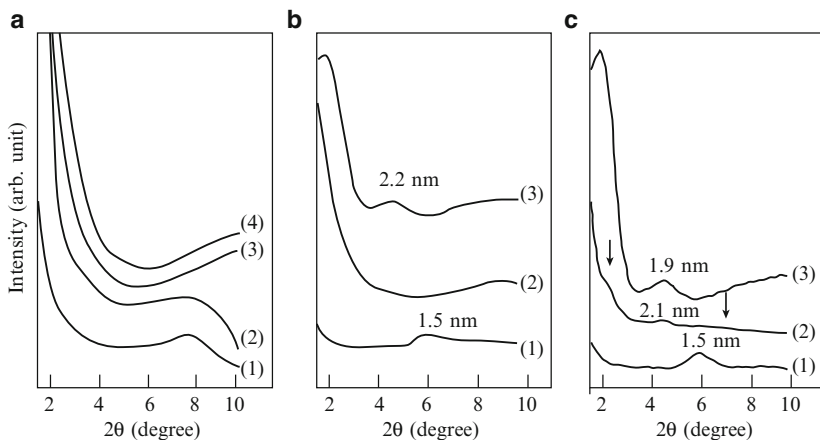 a
Intensity (arb. unit)
(4)
(3)
(2)
(1)
2 4 6 8 10
2θ (degree)
b
2.2 nm
(3)
(2)
1.5 nm
(1)
2 4 6 8 10
2θ (degree)
c
1.9 nm
(3)
2.1 nm
(2)
1.5 nm
(1)
2 4 6 8 10
2θ (degree)